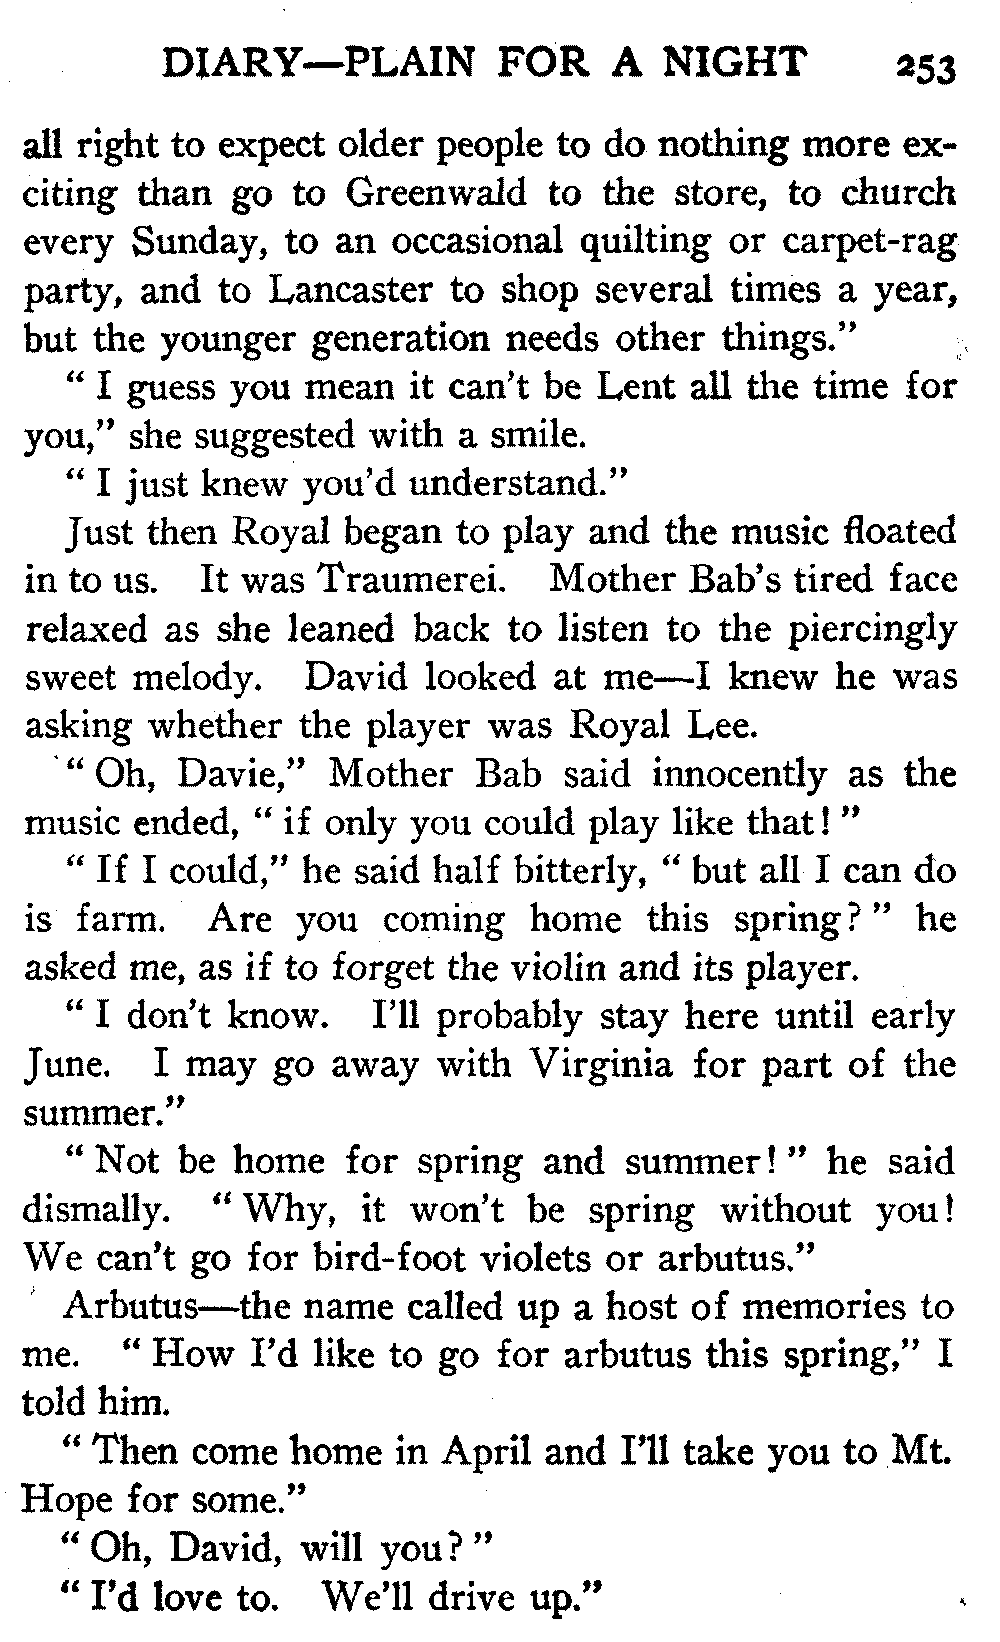 DIARY—PLAIN FOR A NIGHT 253
all right to expect older people to do nothing more ex-
citing than go to Greenwald to the store, to church
every Sunday, to an occasional quilting or carpet-rag
party, and to Lancaster to shop several times a year,
but the younger generation needs other things."
" I guess you mean it can't be Lent all the time for
you," she suggested with a smile.
" I just knew you'd understand."
Just then Royal began to play and the music floated
in to us. It was Traumerei. Mother Bab's tired face
relaxed as she leaned back to listen to the piercingly
sweet melody. David looked at me—I knew he was
asking whether the player was Royal Lee.
" Oh, Davie," Mother Bab said innocently as the
music ended, " if only you could play like that! "
" If I could," he said half bitterly, " but all I can do
is farm. Are you coming home this spring? " he
asked me, as if to forget the violin and its player.
" I don't know. I'll probably stay here until early
June. I may go away with Virginia for part of the
summer."
" Not be home for spring and summer! " he said
dismally. " Why, it won't be spring without you!
We can't go for bird-foot violets or arbutus."
Arbutus—the name called up a host of memories to
me. " How I'd like to go for arbutus this spring," I
told him.
" Then come home in April and I'll take you to Mt.
Hope for some."
" Oh, David, will you? "
" I'd love to. We'll drive up."